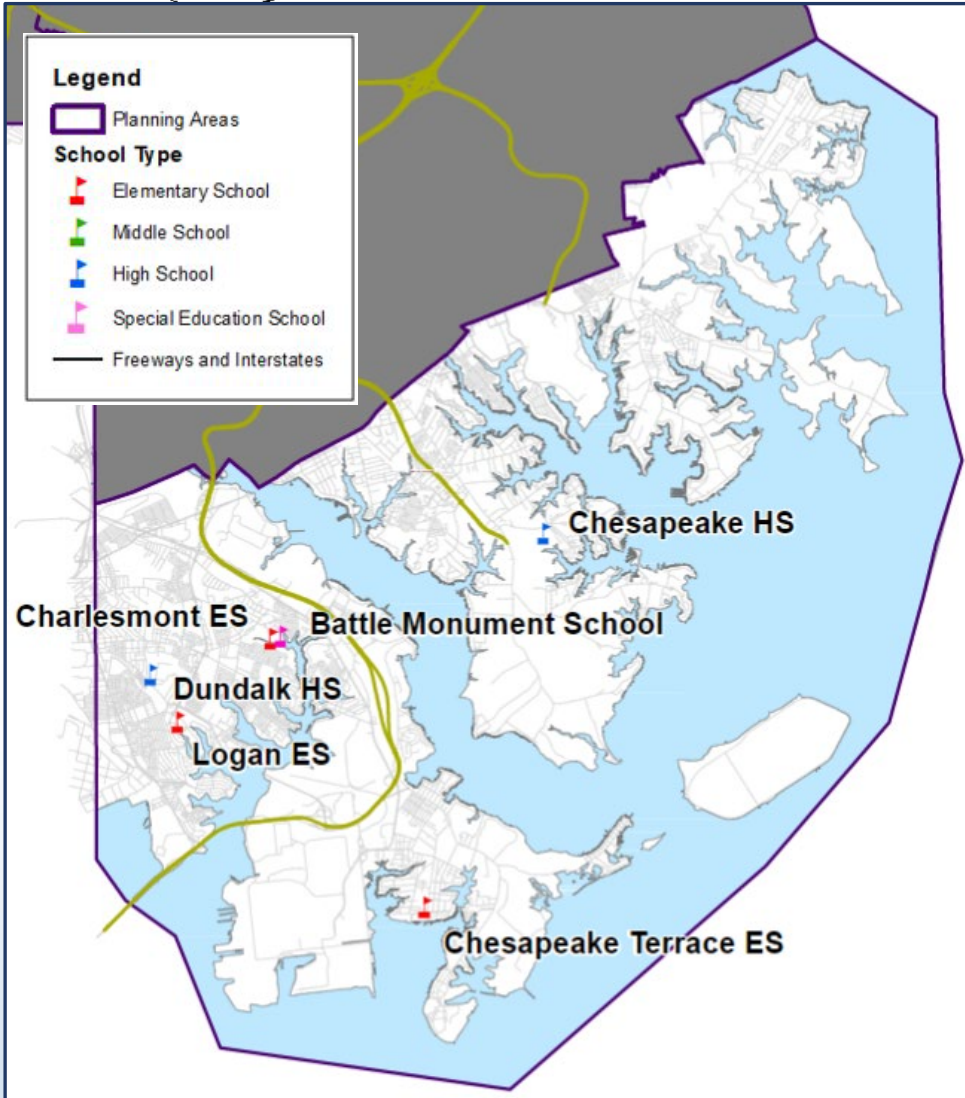 Legend
Planning Areas
School Type
Elementary School
Middle School
High School
Special Education School
Freeways and Interstates
Chesapeake HS
Charlesmont ES
Battle Monument School
Dundalk HS
Logan ES
Chesapeake Terrace ES